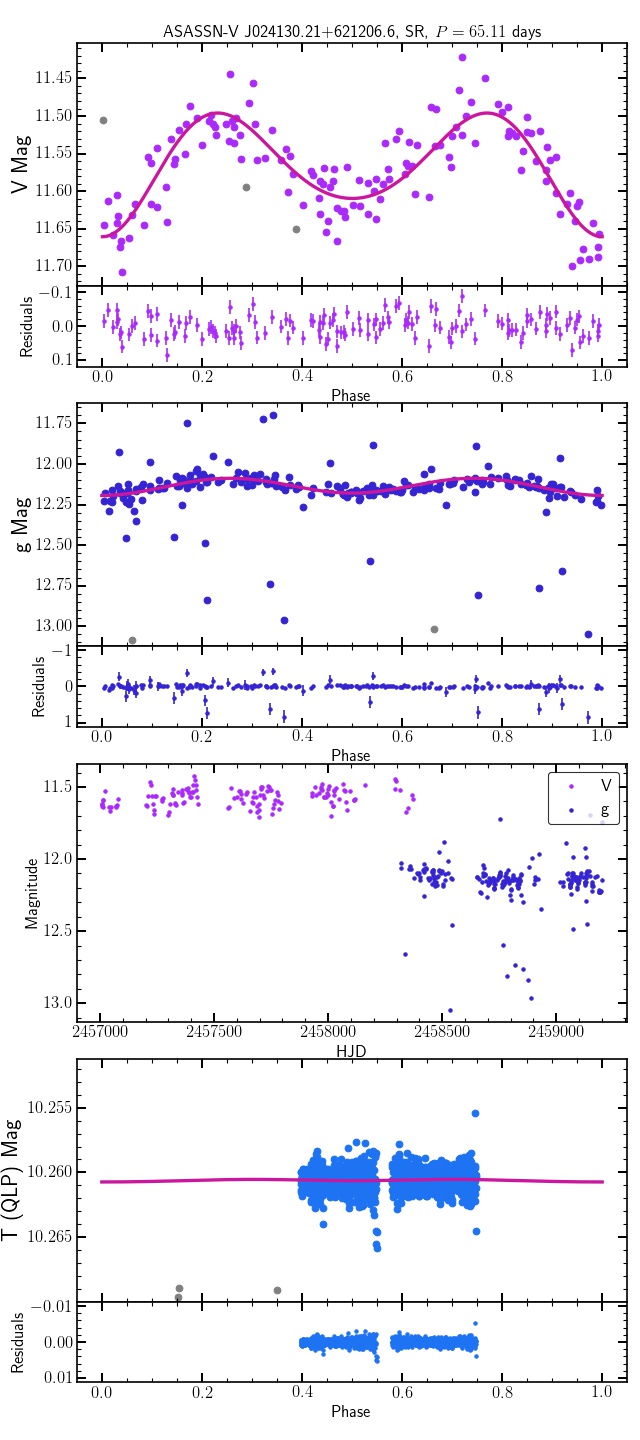 ASASSN-V J024130.21+621206.6, SR, P = 65.11 days
11.45
11.50
11.55
11.60
11.65
11.70
V Mag
−0.1
0.0
0.1
Residuals
0.0 0.2 0.4 0.6 0.8 1.0
Phase
11.75
12.00
12.25
12.50
12.75
13.00
g Mag
−1
0
1
Residuals
0.0 0.2 0.4 0.6 0.8 1.0
Phase
11.5
12.0
12.5
13.0
Magnitude
V
g
2457000 2457500 2458000 2458500 2459000
HJD
10.255
10.260
10.265
T (QLP) Mag
−0.01
0.00
0.01
Residuals
0.0 0.2 0.4 0.6 0.8 1.0
Phase